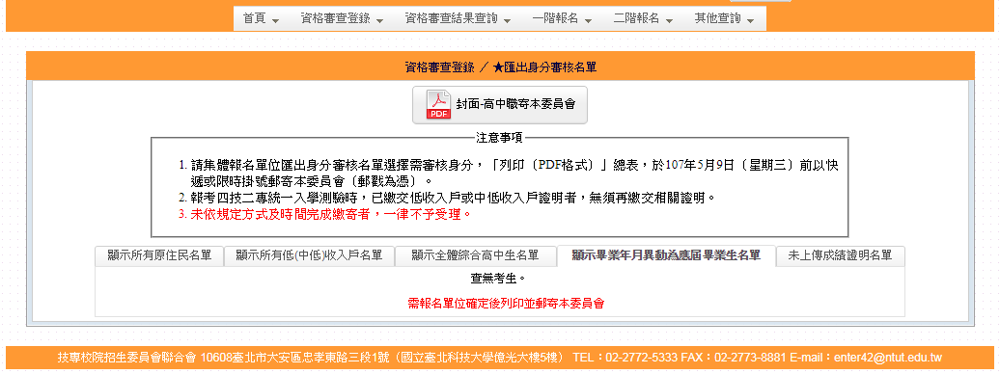 首頁 資格審查登錄 資格審查結果查詢 一階報名 二階報名 其他查詢
資格審查登錄 ／ ★匯出身分審核名單
PDF 封面-高中職寄本委員會
注意事項
1. 請集體報名單位匯出身分審核名單選擇需審核身分，「列印〔PDF格式〕」總表，於107年5月9日〔星期三〕前以快
遞或限時掛號郵寄本委員會〔郵戳為憑〕。
2. 報考四技二專統一入學測驗時，已繳交低收入戶或中低收入戶證明者，無須再繳交相關證明。
3. 未依規定方式及時間完成繳寄者，一律不予受理。
顯示所有原住民名單 顯示所有低(中低)收入戶名單 顯示全體綜合高中生名單 顯示畢業年月異動為應屆畢業生名單 未上傳成績證明名單
查無考生。
需報名單位確定後列印並郵寄本委員會
技專校院招生委員會聯合會 10608臺北市大安區忠孝東路三段1號（國立臺北科技大學億光大樓5樓） TEL：02-2772-5333 FAX：02-2773-8881 E-mail：enter42@ntut.edu.tw